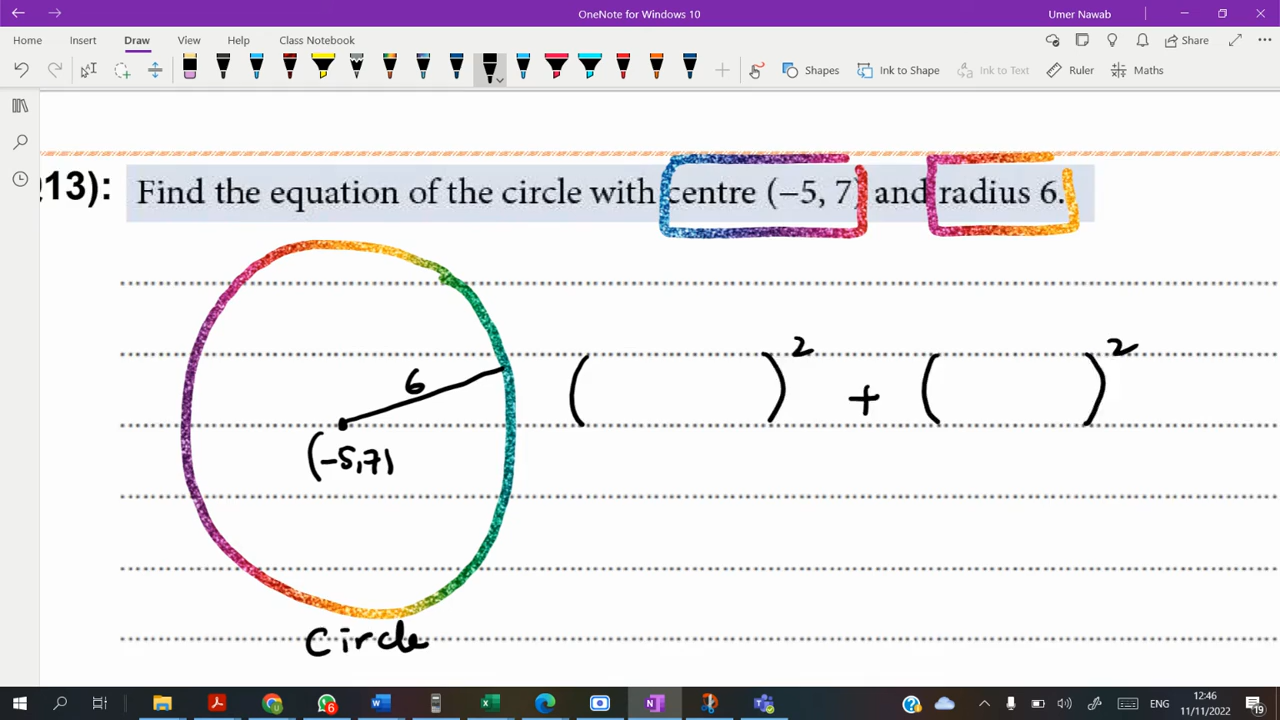 OneNote for Windows 10
Umer Nawab
Home Insert Draw View Help Class Notebook
Share
Shapes Ink to Shape Ink to Text Ruler Maths
13): Find the equation of the circle with centre (−5, 7) and radius 6.
6
( )² + ( )²
(-5,7)
Circle
6
ENG
12:46
11/11/2022
19